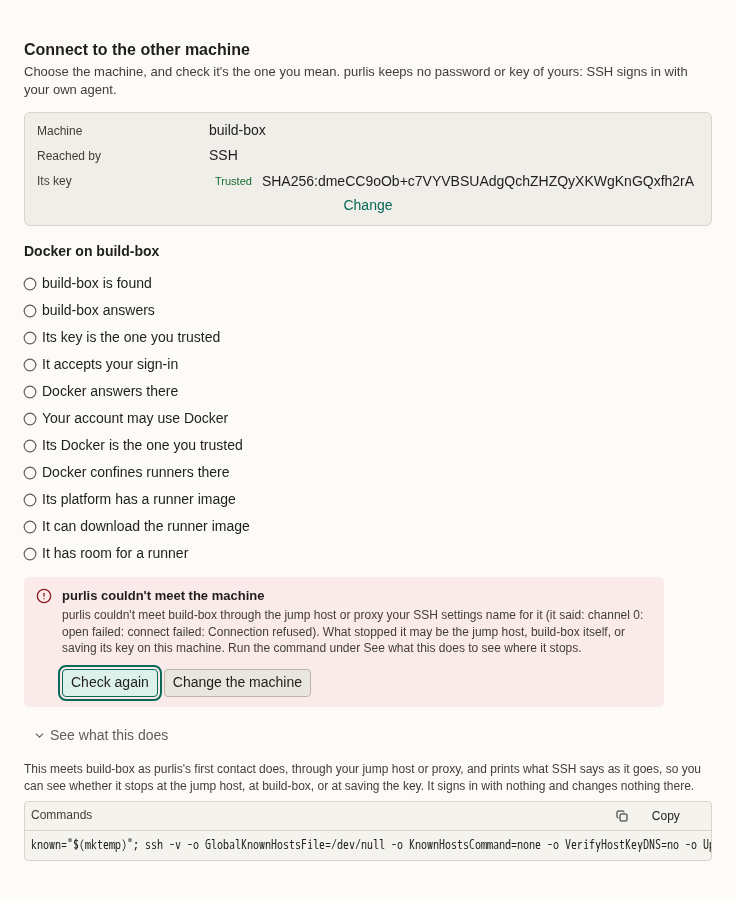 Connect to the other machine
Choose the machine, and check it's the one you mean. purlis keeps no password or key of yours: SSH signs in with
your own agent.
Machine build-box
Reached by SSH
Its key Trusted SHA256:dmeCC9oOb+c7VYVBSUAdgQchZHZQyXKWgKnGQxfh2rA
Change
Docker on build-box
build-box is found
build-box answers
Its key is the one you trusted
It accepts your sign-in
Docker answers there
Your account may use Docker
Its Docker is the one you trusted
Docker confines runners there
Its platform has a runner image
It can download the runner image
It has room for a runner
purlis couldn't meet the machine
purlis couldn't meet build-box through the jump host or proxy your SSH settings name for it (it said: channel 0:
open failed: connect failed: Connection refused). What stopped it may be the jump host, build-box itself, or
saving its key on this machine. Run the command under See what this does to see where it stops.
Check again Change the machine
See what this does
This meets build-box as purlis's first contact does, through your jump host or proxy, and prints what SSH says as it goes, so you
can see whether it stops at the jump host, at build-box, or at saving the key. It signs in with nothing and changes nothing there.
Commands Copy
known="$(mktemp)"; ssh -v -o GlobalKnownHostsFile=/dev/null -o KnownHostsCommand=none -o VerifyHostKeyDNS=no -o